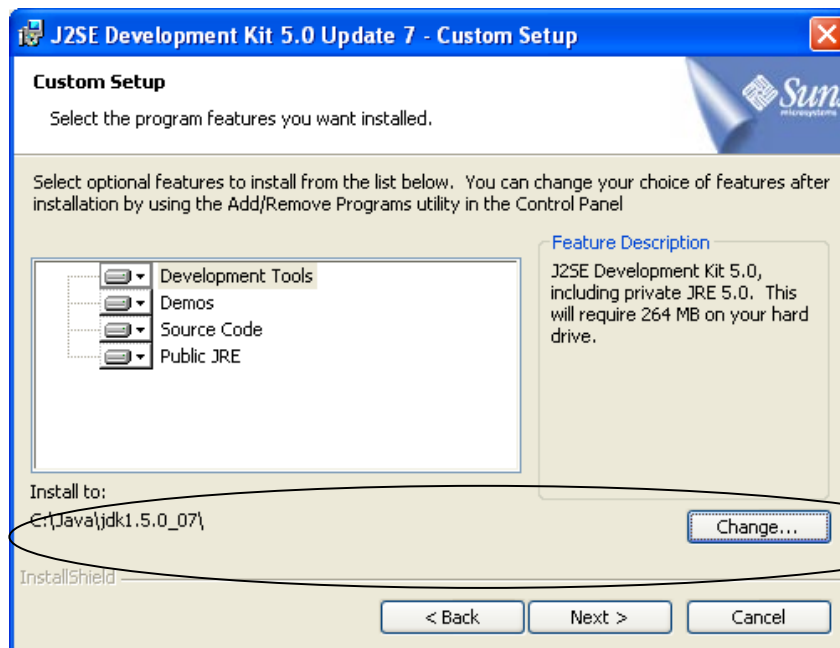 J2SE Development Kit 5.0 Update 7 - Custom Setup
Custom Setup
Select the program features you want installed.
Sun
microsystems
Select optional features to install from the list below. You can change your choice of features after
installation by using the Add/Remove Programs utility in the Control Panel
Development Tools
Demos
Source Code
Public JRE
Feature Description
J2SE Development Kit 5.0,
including private JRE 5.0. This
will require 264 MB on your hard
drive.
Install to:
C:\Java\jdk1.5.0_07\
Change...
InstallShield
< Back
Next >
Cancel